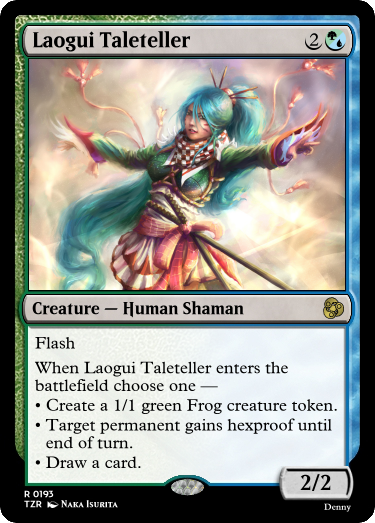 Laogui Taleteller 2
Creature — Human Shaman
Flash
When Laogui Taleteller enters the
battlefield choose one —
• Create a 1/1 green Frog creature token.
• Target permanent gains hexproof until
end of turn.
• Draw a card.
2/2
R 0193
TZR Naka Isurita
Denny